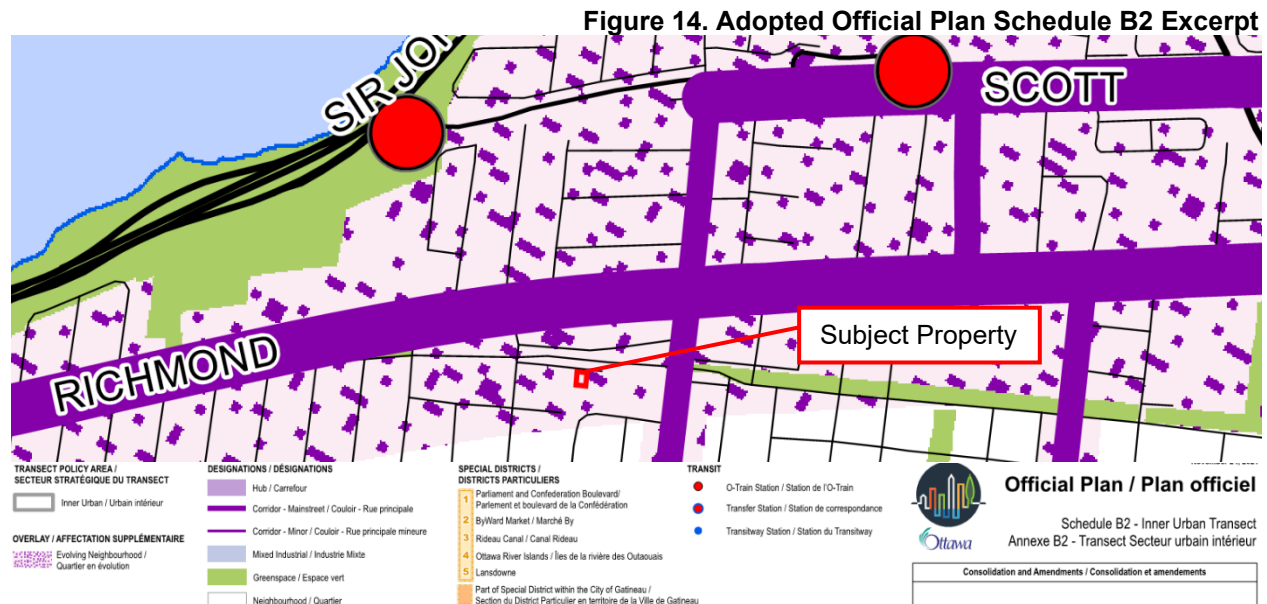 Figure 14. Adopted Official Plan Schedule B2 Excerpt
SIR JO
SCOTT
Subject Property
RICHMOND
TRANSECT POLICY AREA /
SECTEUR STRATÉGIQUE DU TRANSECT
Inner Urban / Urbain intérieur
OVERLAY / AFFECTATION SUPPLÉMENTAIRE
Evolving Neighbourhood /
Quartier en évolution
DESIGNATIONS / DÉSIGNATIONS
Hub / Carrefour
Corridor - Mainstreet / Couloir - Rue principale
Corridor - Minor / Couloir - Rue principale mineure
Mixed Industrial / Industrie Mixte
Greenspace / Espace vert
Neighbourhood / Quartier
SPECIAL DISTRICTS /
DISTRICTS PARTICULIERS
1 Parliament and Confederation Boulevard/
Parlement et boulevard de la Confédération
2 ByWard Market / Marché By
3 Rideau Canal / Canal Rideau
4 Ottawa River Islands / Îles de la rivière des Outaouais
5 Lansdowne
Part of Special District within the City of Gatineau /
Section du District Particulier en territoire de la Ville de Gatineau
TRANSIT
O-Train Station / Station de l'O-Train
Transfer Station / Station de correspondance
Transitway Station / Station du Transitway
Ottawa
Official Plan / Plan officiel
Schedule B2 - Inner Urban Transect
Annexe B2 - Transect Secteur urbain intérieur
Consolidation and Amendments / Consolidation et amendements